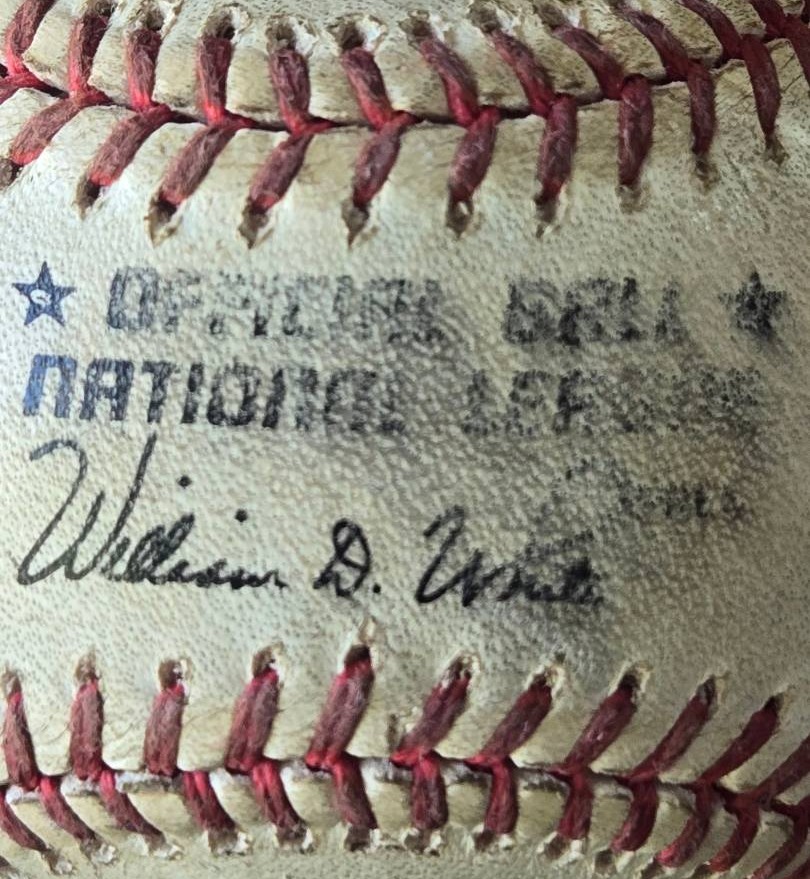 ★ OFFICIAL BALL ★
NATIONAL LEAGUE
William D. White